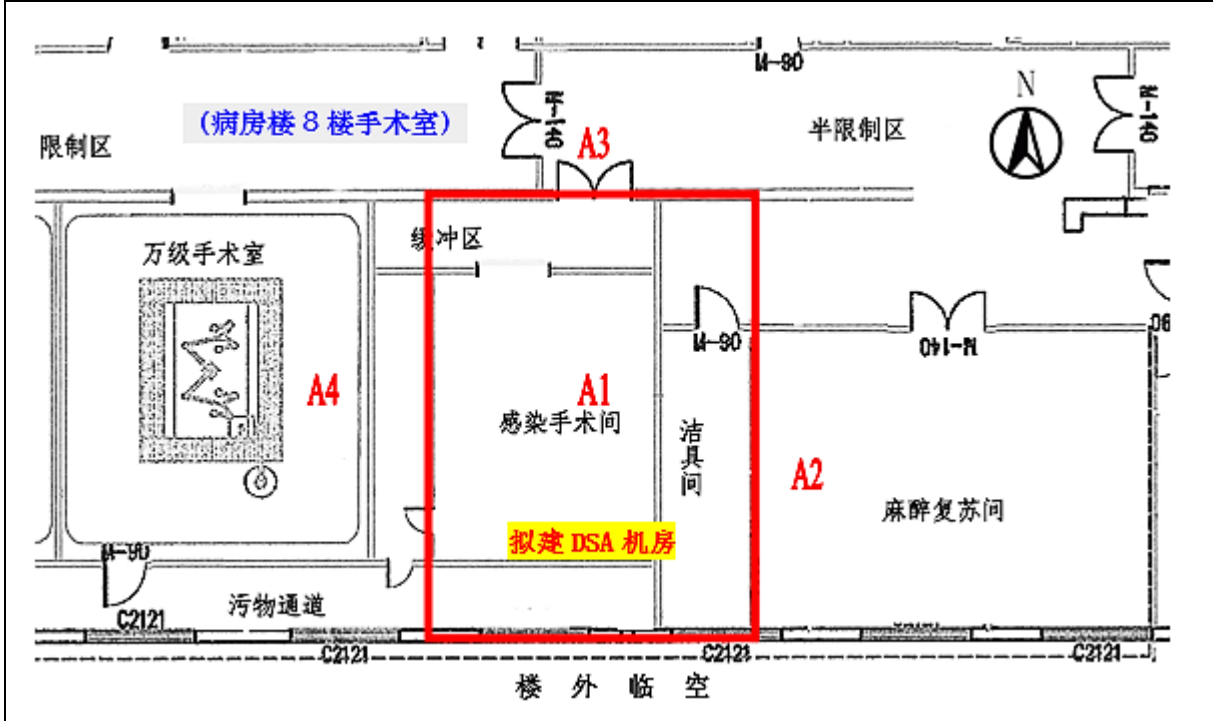 M-90
N
(病房楼 8 楼手术室)
M-140
M-140
限制区
A3
半限制区
缓冲区
万级手术室
M-90
M-140
A4
A1
感染手术间
洁具间
A2
麻醉复苏间
拟建 DSA 机房
M-90
污物通道
C2121
C2121
C2121
C2121
楼外临空